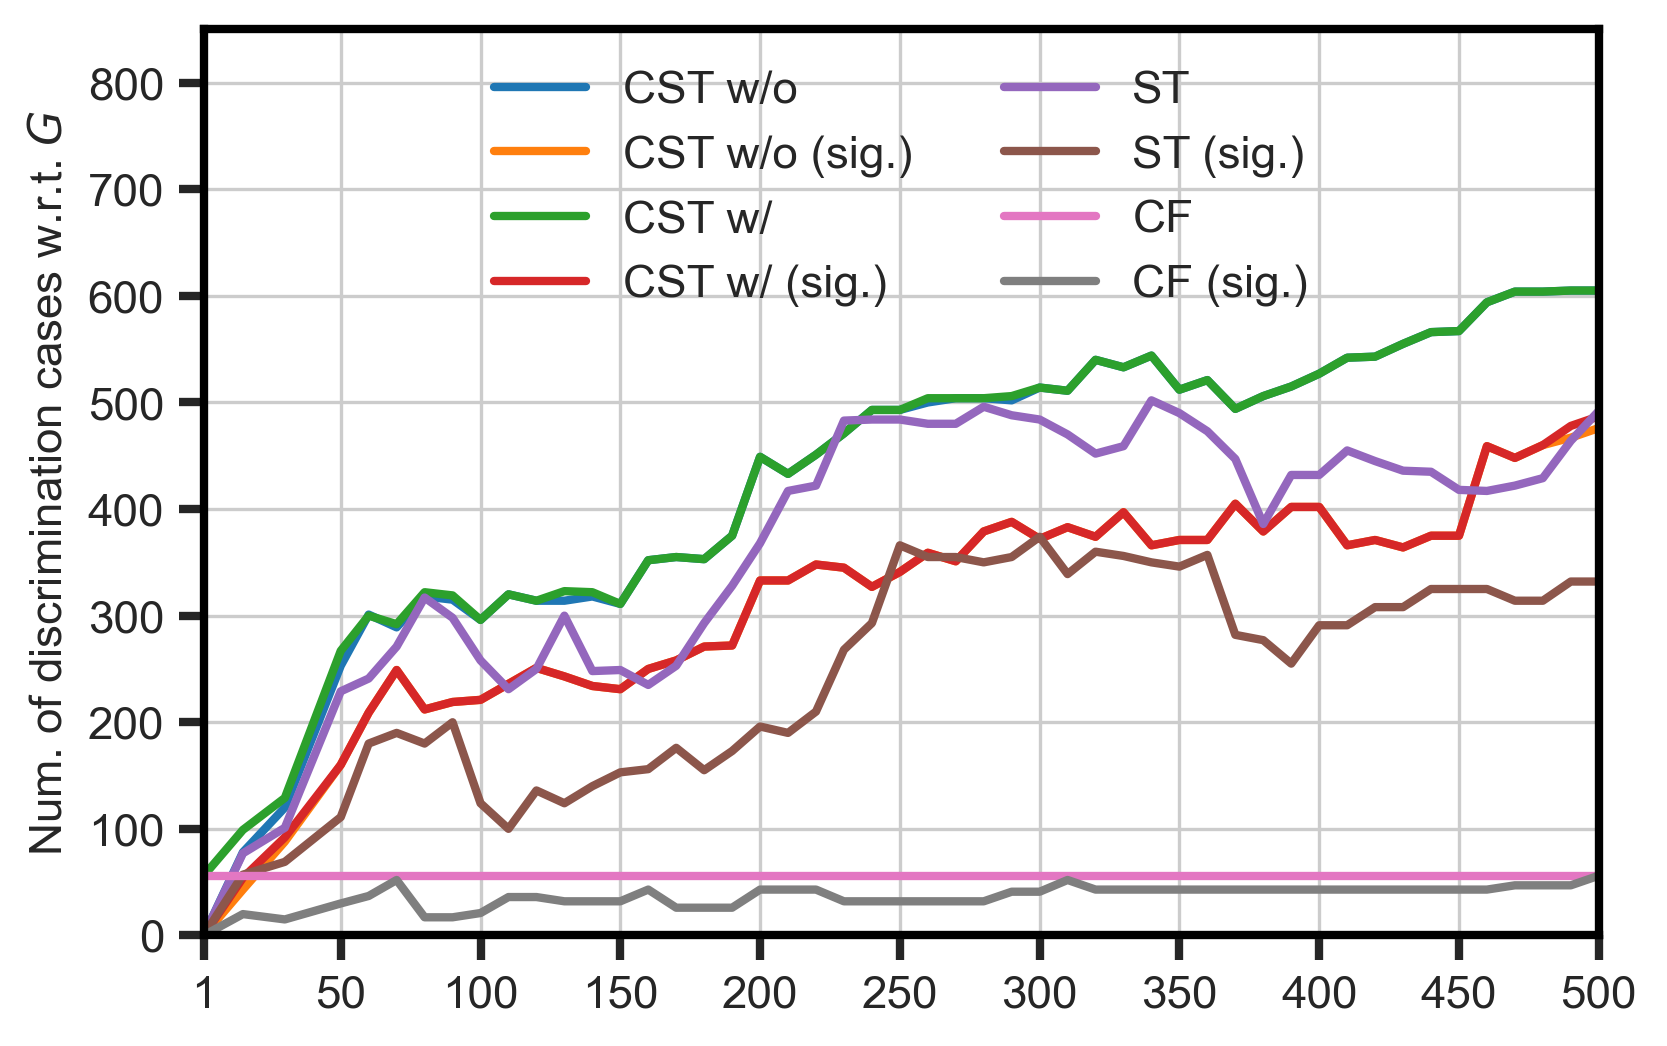 Num. of discrimination cases w.r.t. G
800
700
600
500
400
300
200
100
0
CST w/o
CST w/o (sig.)
CST w/
CST w/ (sig.)
ST
ST (sig.)
CF
CF (sig.)
1 50 100 150 200 250 300 350 400 450 500